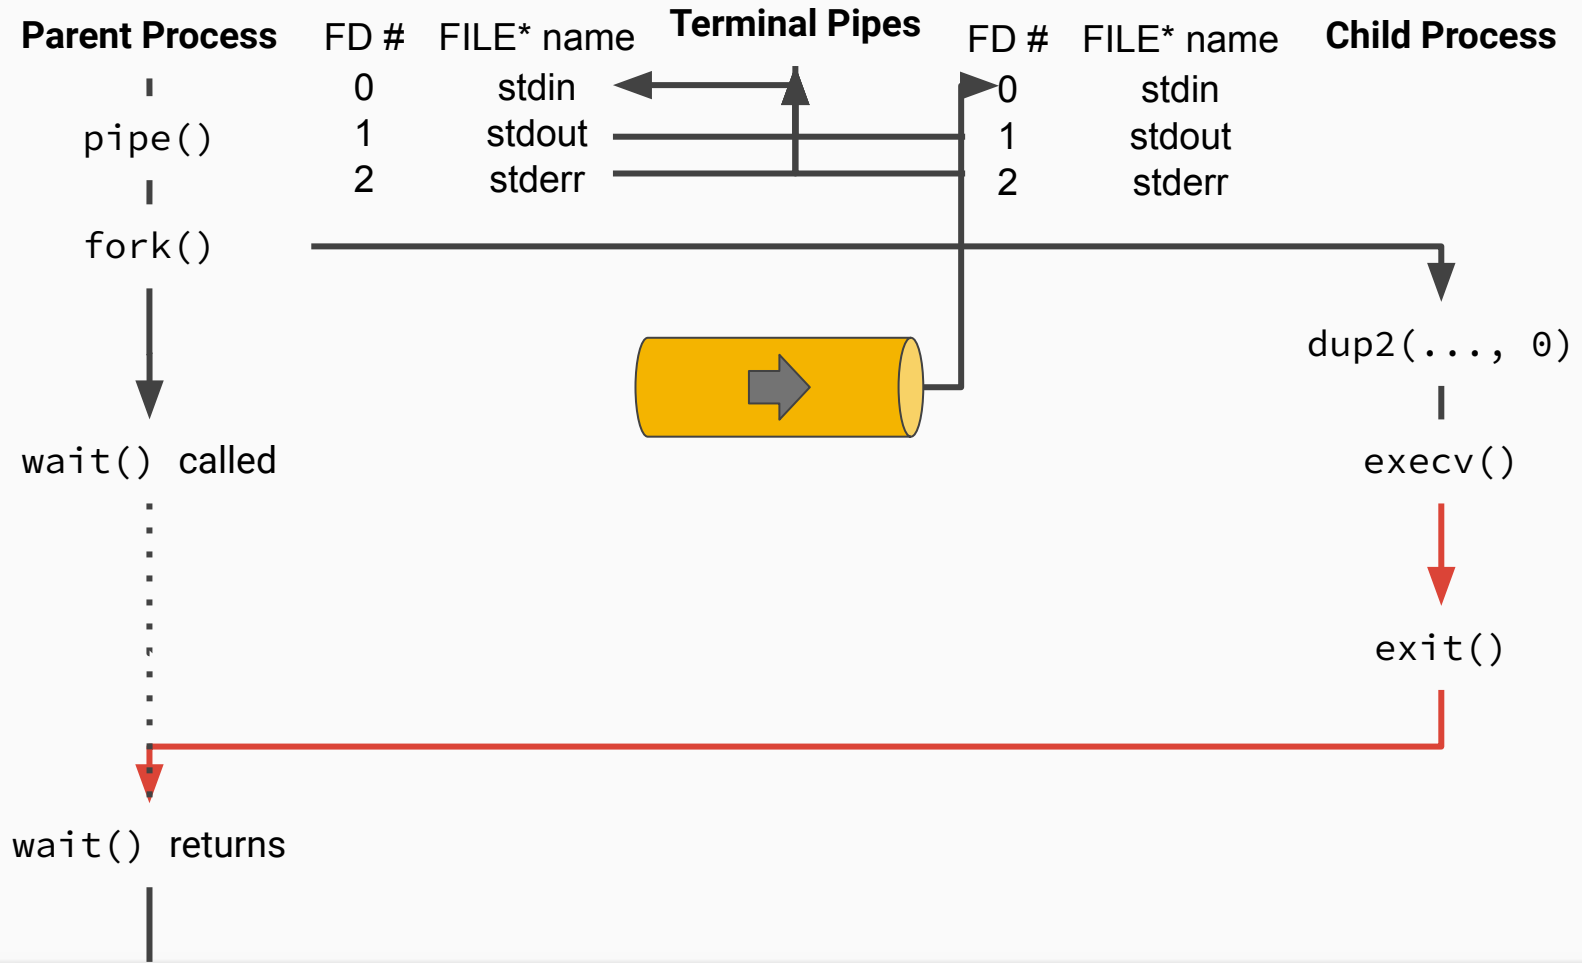 Parent Process FD # FILE* name Terminal Pipes FD # FILE* name Child Process
0 stdin 0 stdin
pipe() 1 stdout 1 stdout
2 stderr 2 stderr
fork()
dup2(..., 0)
wait() called execv()
exit()
wait() returns